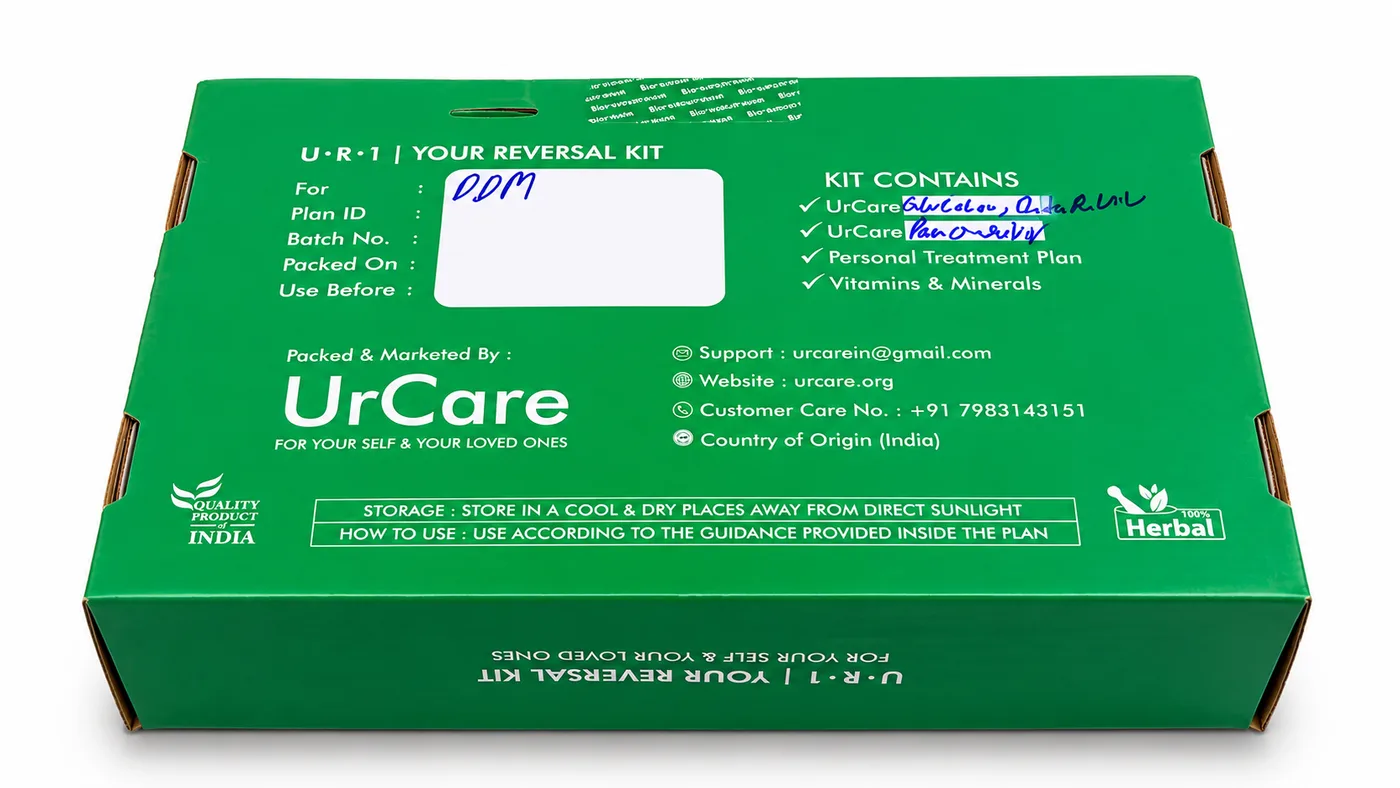 U·R·1 | YOUR REVERSAL KIT
For : DDM
Plan ID :
Batch No. :
Packed On :
Use Before :
KIT CONTAINS
✓ UrCare
✓ UrCare
✓ Personal Treatment Plan
✓ Vitamins & Minerals
Packed & Marketed By :
UrCare
FOR YOUR SELF & YOUR LOVED ONES
Support : urcarein@gmail.com
Website : urcare.org
Customer Care No. : +91 7983143151
Country of Origin (India)
QUALITY
PRODUCT
of
INDIA
STORAGE : STORE IN A COOL & DRY PLACES AWAY FROM DIRECT SUNLIGHT
HOW TO USE : USE ACCORDING TO THE GUIDANCE PROVIDED INSIDE THE PLAN
100%
Herbal
U·R·1 | YOUR REVERSAL KIT
FOR YOUR SELF & YOUR LOVED ONES